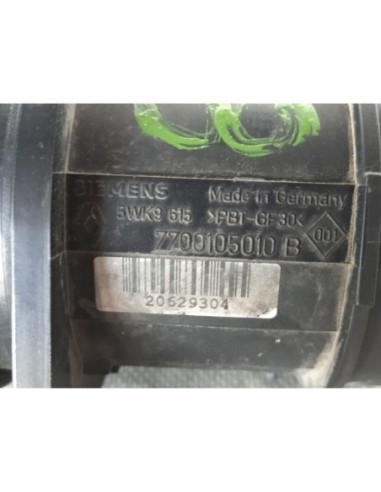 SIEMENS Made in Germany
5WK9 615 >PBT-GF30<
7700105010 B 001
20629304